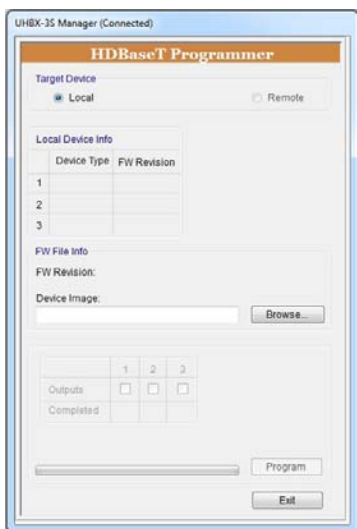 UHBX-3S Manager (Connected)
HDBaseT Programmer
Target Device
Local Remote
Local Device Info
Device Type FW Revision
1
2
3
FW File Info
FW Revision:
Device Image:
Browse...
1 2 3
Outputs
Completed
Program
Exit